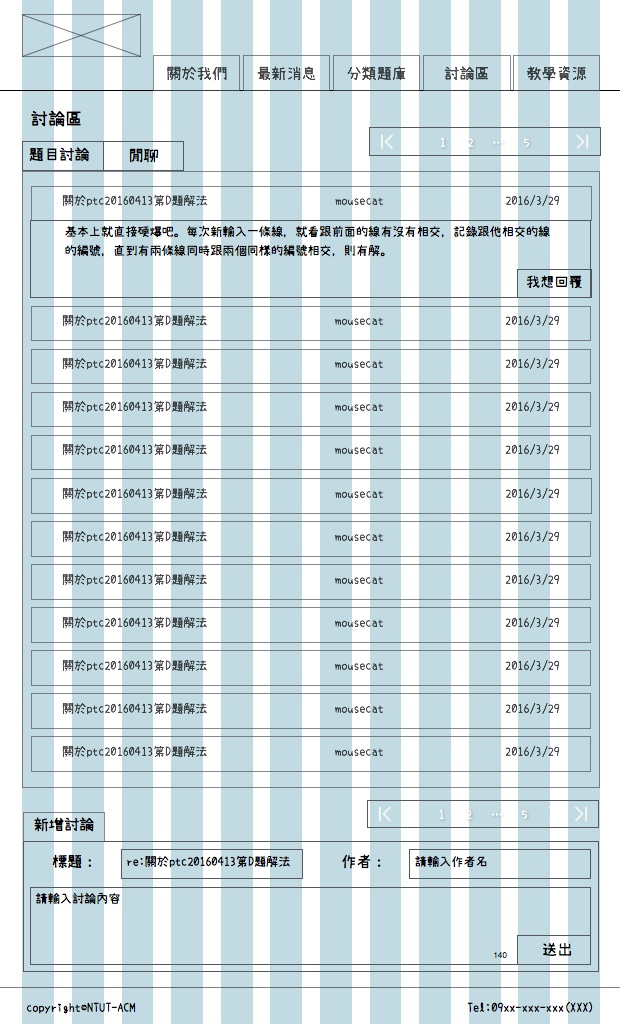 關於我們 最新消息 分類題庫 討論區 教學資源
討論區
1 2 … 5
題目討論 閒聊
關於ptc20160413第D題解法 mousecat 2016/3/29
基本上就直接硬爆吧。每次新輸入一條線，就看跟前面的線有沒有相交，記錄跟他相交的線
的編號，直到有兩條線同時跟兩個同樣的編號相交，則有解。
我想回覆
關於ptc20160413第D題解法 mousecat 2016/3/29
關於ptc20160413第D題解法 mousecat 2016/3/29
關於ptc20160413第D題解法 mousecat 2016/3/29
關於ptc20160413第D題解法 mousecat 2016/3/29
關於ptc20160413第D題解法 mousecat 2016/3/29
關於ptc20160413第D題解法 mousecat 2016/3/29
關於ptc20160413第D題解法 mousecat 2016/3/29
關於ptc20160413第D題解法 mousecat 2016/3/29
關於ptc20160413第D題解法 mousecat 2016/3/29
關於ptc20160413第D題解法 mousecat 2016/3/29
關於ptc20160413第D題解法 mousecat 2016/3/29
1 2 … 5
新增討論
標題： re:關於ptc20160413第D題解法 作者： 請輸入作者名
請輸入討論內容
140 送出
copyright©NTUT-ACM Tel:09xx-xxx-xxx(XXX)